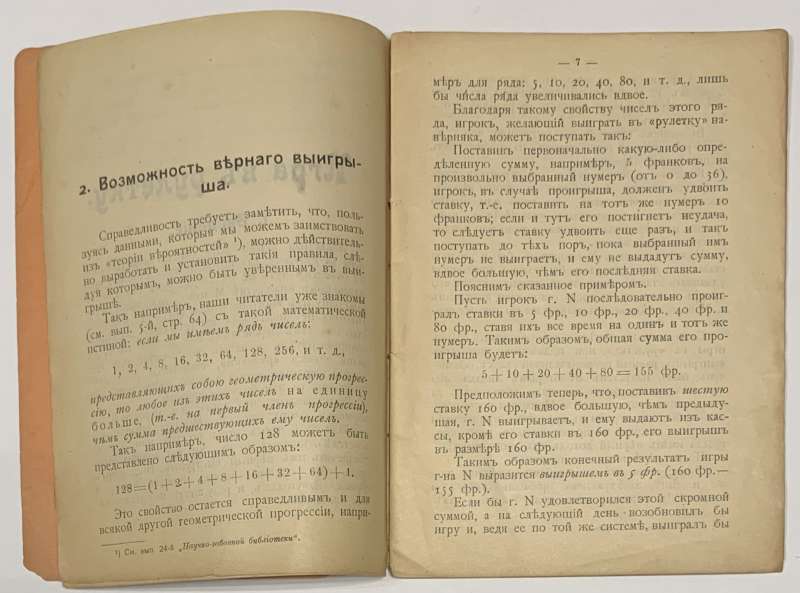 2. Возможность вѣрнаго выигры-
ша.
Справедливость требуетъ замѣтить, что, поль-
зуясь данными, которыя мы можемъ заимствовать
изъ «теоріи вѣроятностей» ¹), можно дѣйствитель-
но выработать и установить такія правила, слѣ-
дуя которымъ, можно быть увѣреннымъ въ выи-
грышѣ.
Такъ напримѣръ, наши читатели уже знакомы
(см. вып. 5-й, стр. 64) съ такой математической
истиной: если мы имѣемъ рядъ чиселъ:
1, 2, 4, 8, 16, 32, 64, 128, 256, и т. д.,
представляющихъ собою геометрическую прогрес-
сію, то любое изъ этихъ чиселъ на единицу
больше, (т.-е. на первый членъ прогрессіи),
чѣмъ сумма предшествующихъ ему чиселъ.
Такъ напримѣръ, число 128 можетъ быть
представлено слѣдующимъ образомъ:
128=(1+2+4+8+16+32+64)+1.
Это свойство остается справедливымъ и для
всякой другой геометрической прогрессіи, напри-
¹) См. вып. 24-й „Научно-забавной библіотеки“.
— 7 —
мѣръ для ряда: 5, 10, 20, 40, 80, и т. д., лишь
бы числа ряда увеличивались вдвое.
Благодаря такому свойству чиселъ этого ря-
да, игрокъ, желающій выиграть въ «рулетку» на-
вѣрняка, можетъ поступать такъ:
Поставивъ первоначально какую-либо опре-
дѣленную сумму, напримѣръ, 5 франковъ, на
произвольно выбранный нумеръ (отъ 0 до 36),
игрокъ, въ случаѣ проигрыша, долженъ удвоить
ставку, т.-е. поставить на тотъ же нумеръ 10
франковъ; если и тутъ его постигнетъ неудача,
то слѣдуетъ ставку удвоить еще разъ, и такъ
поступать до тѣхъ поръ, пока выбранный имъ
нумеръ не выиграетъ, и ему не выдадутъ сумму,
вдвое большую, чѣмъ его послѣдняя ставка.
Пояснимъ сказанное примѣромъ.
Пусть игрокъ г. N послѣдовательно проиг-
ралъ ставки въ 5 фр., 10 фр., 20 фр., 40 фр. и
80 фр., ставя ихъ все время на одинъ и тотъ же
нумеръ. Такимъ образомъ, общая сумма его про-
игрыша будетъ:
5+10+20+40+80=155 фр.
Предположимъ теперь, что, поставивъ шестую
ставку 160 фр., вдвое большую, чѣмъ предыду-
щая, г. N выигрываетъ, и ему выдаютъ изъ кас-
сы, кромѣ его ставки въ 160 фр., его выигрышъ
въ размѣрѣ 160 фр.
Такимъ образомъ конечный результатъ игры
г-на N выразится выигрышемъ въ 5 фр. (160 фр.—
155 фр.).
Если бы г. N удовлетворился этой скромной
суммой, а на слѣдующій день возобновилъ бы
игру и, ведя ее по той же системѣ, выигралъ бы